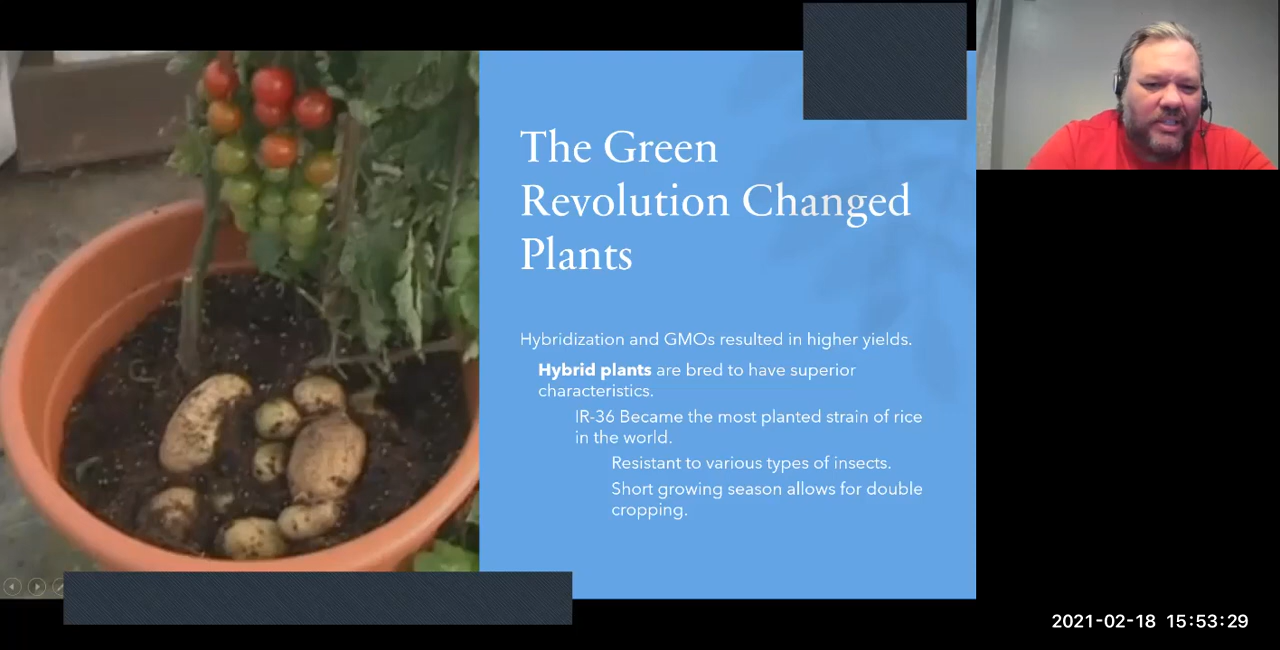 The Green
Revolution Changed
Plants
Hybridization and GMOs resulted in higher yields.
Hybrid plants are bred to have superior
characteristics.
IR-36 Became the most planted strain of rice
in the world.
Resistant to various types of insects.
Short growing season allows for double
cropping.
2021-02-18 15:53:29